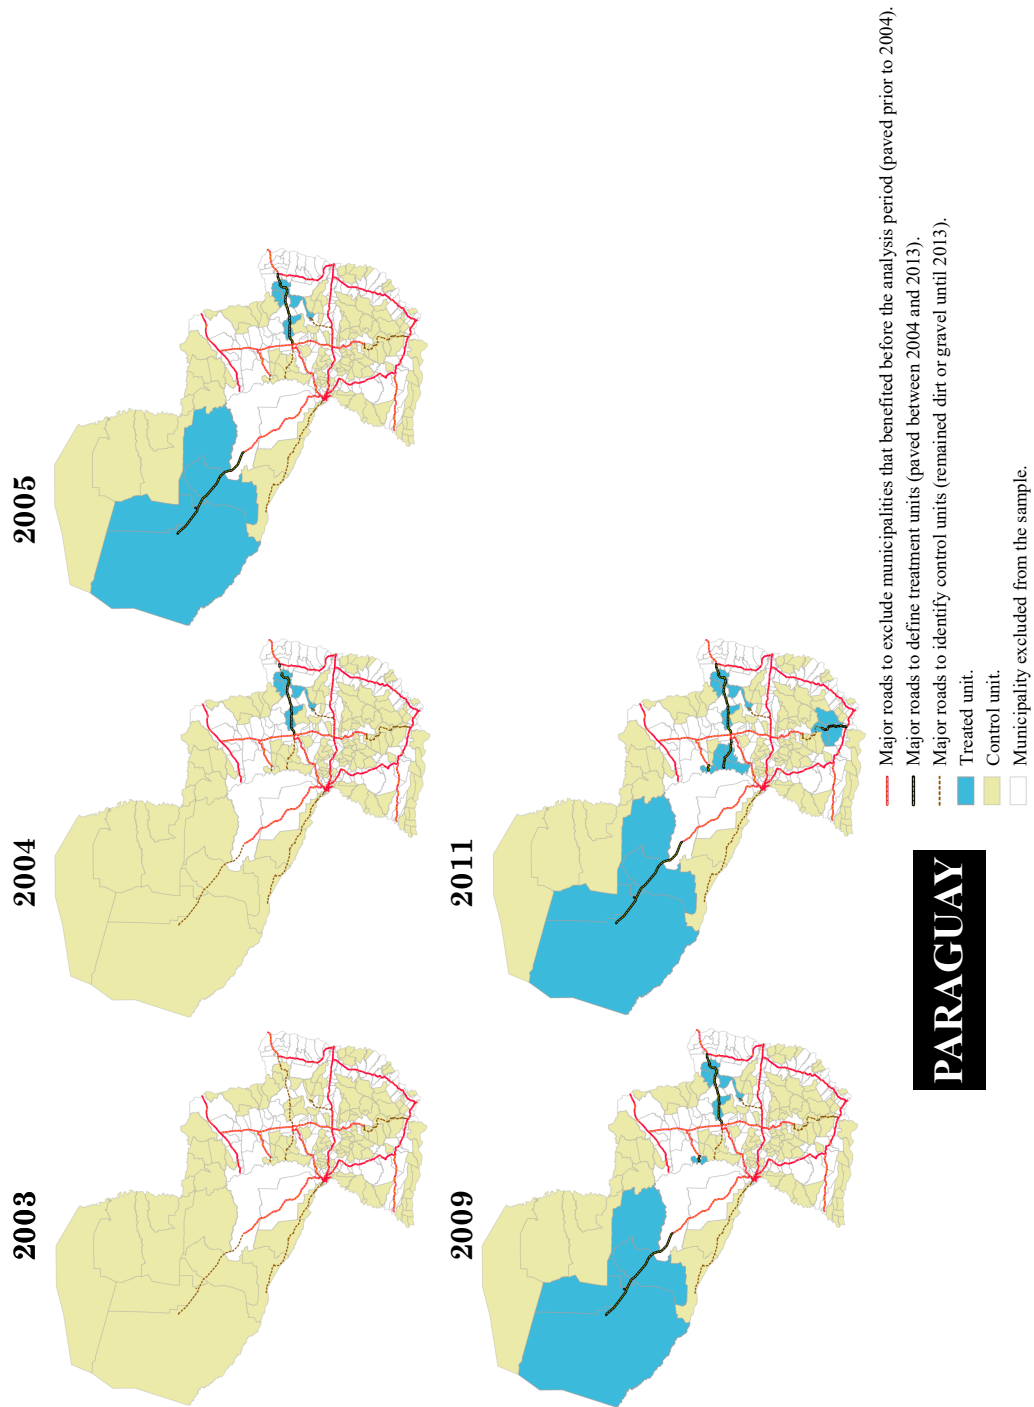 2003
2004
2005
2009
2011
PARAGUAY
Major roads to exclude municipalities that benefited before the analysis period (paved prior to 2004).
Major roads to define treatment units (paved between 2004 and 2013).
Major roads to identify control units (remained dirt or gravel until 2013).
Treated unit.
Control unit.
Municipality excluded from the sample.